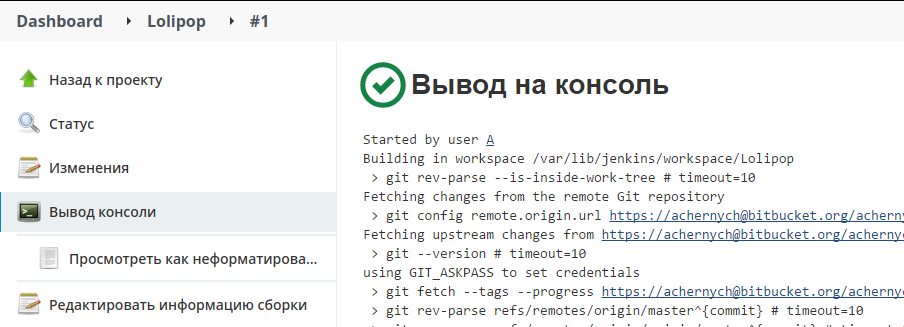 Dashboard Lolipop #1
Назад к проекту
Статус
Изменения
Вывод консоли
Просмотреть как неформатирова...
Редактировать информацию сборки
Вывод на консоль
Started by user A
Building in workspace /var/lib/jenkins/workspace/Lolipop
> git rev-parse --is-inside-work-tree # timeout=10
Fetching changes from the remote Git repository
> git config remote.origin.url https://achernych@bitbucket.org/acherny
Fetching upstream changes from https://achernych@bitbucket.org/acherny
> git --version # timeout=10
using GIT_ASKPASS to set credentials
> git fetch --tags --progress https://achernych@bitbucket.org/acherny
> git rev-parse refs/remotes/origin/master^{commit} # timeout=10